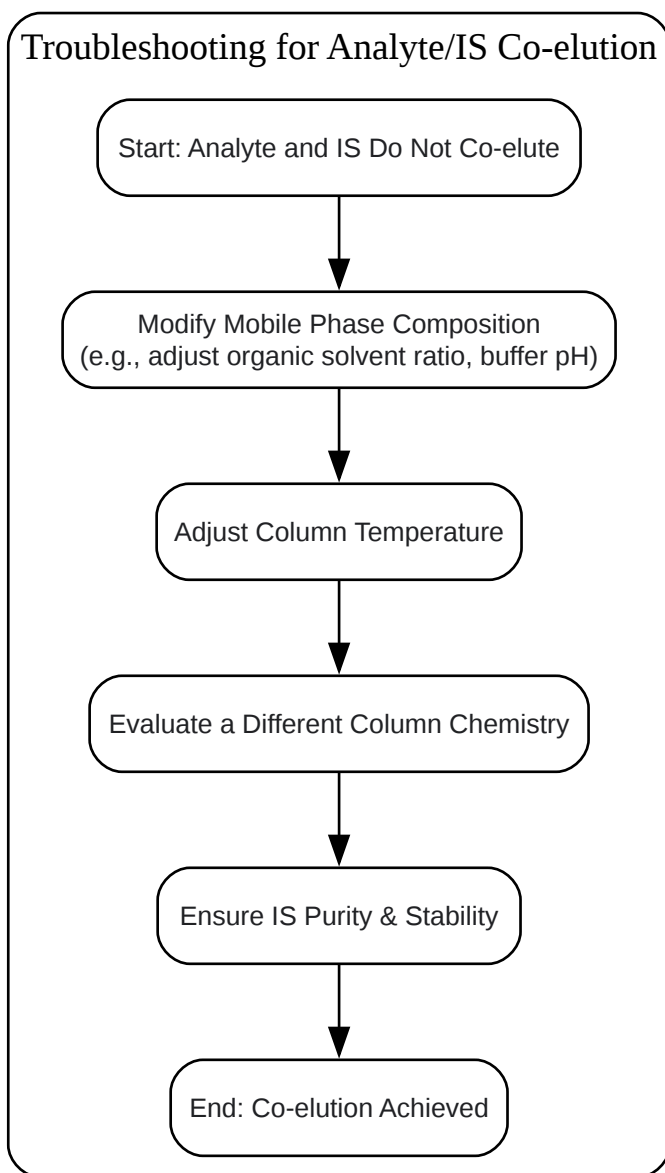 Troubleshooting for Analyte/IS Co-elution
Start: Analyte and IS Do Not Co-elute
Modify Mobile Phase Composition
(e.g., adjust organic solvent ratio, buffer pH)
Adjust Column Temperature
Evaluate a Different Column Chemistry
Ensure IS Purity & Stability
End: Co-elution Achieved